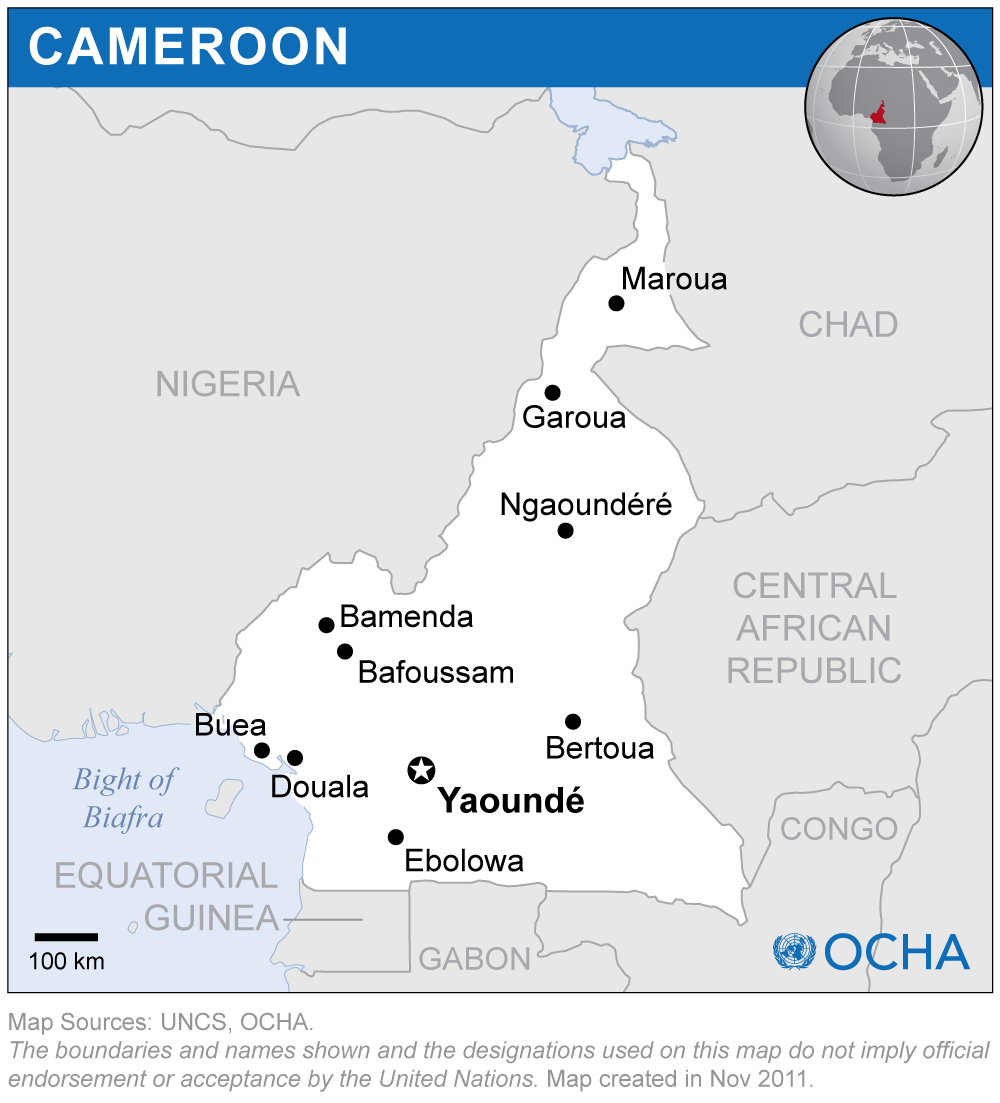 CAMEROON
Maroua
CHAD
NIGERIA
Garoua
Ngaoundéré
CENTRAL
AFRICAN
REPUBLIC
Bamenda
Bafoussam
Buea
Bertoua
Douala
Bight of
Biafra
Yaoundé
CONGO
Ebolowa
EQUATORIAL
GUINEA
GABON
OCHA
100 km
Map Sources: UNCS, OCHA.
The boundaries and names shown and the designations used on this map do not imply official
endorsement or acceptance by the United Nations. Map created in Nov 2011.